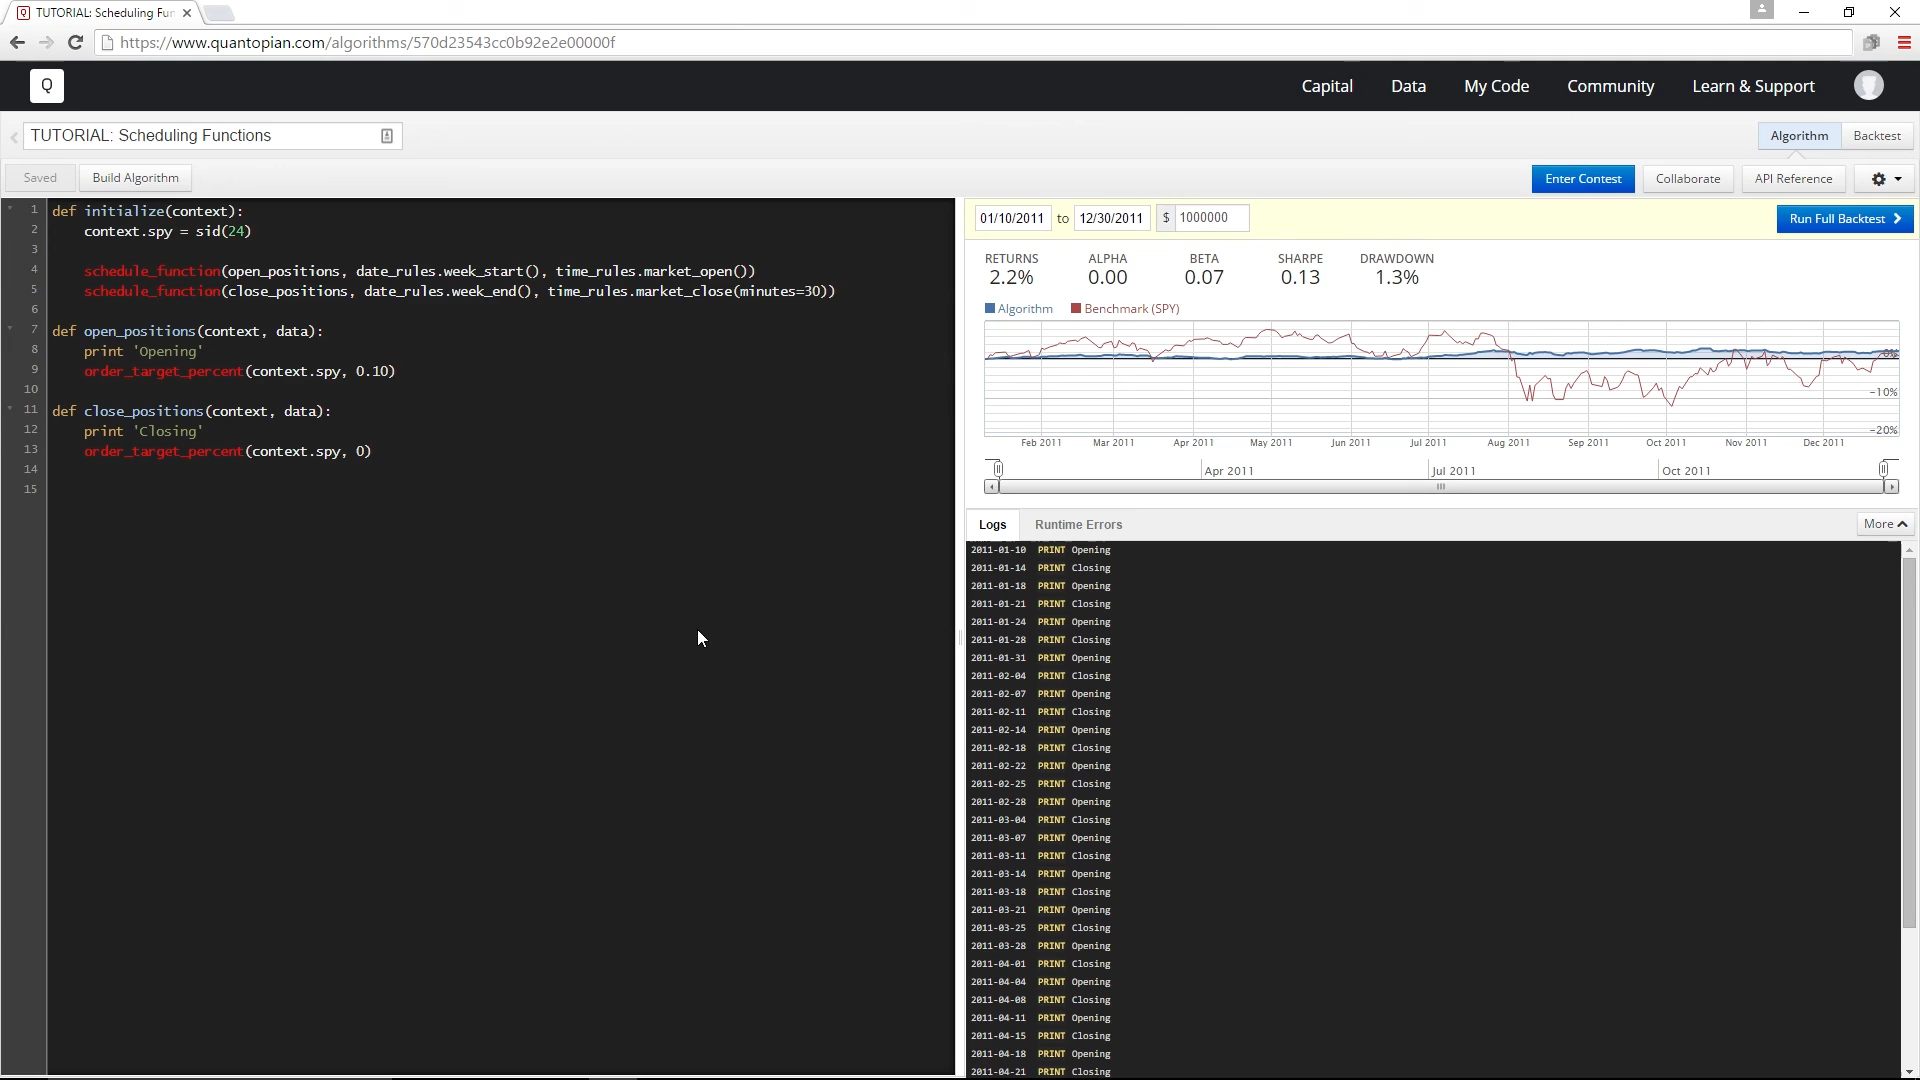 TUTORIAL: Scheduling Fun
https://www.quantopian.com/algorithms/570d23543cc0b92e2e00000f
Q Capital Data My Code Community Learn & Support
TUTORIAL: Scheduling Functions
Algorithm Backtest
Saved Build Algorithm
Enter Contest Collaborate API Reference
1 def initialize(context):
2 context.spy = sid(24)
3
4 schedule_function(open_positions, date_rules.week_start(), time_rules.market_open())
5 schedule_function(close_positions, date_rules.week_end(), time_rules.market_close(minutes=30))
6
7 def open_positions(context, data):
8 print 'Opening'
9 order_target_percent(context.spy, 0.10)
10
11 def close_positions(context, data):
12 print 'Closing'
13 order_target_percent(context.spy, 0)
14
15
01/10/2011 to 12/30/2011 $ 1000000
Run Full Backtest
RETURNS ALPHA BETA SHARPE DRAWDOWN
2.2% 0.00 0.07 0.13 1.3%
Algorithm Benchmark (SPY)
0%
-10%
-20%
Feb 2011 Mar 2011 Apr 2011 May 2011 Jun 2011 Jul 2011 Aug 2011 Sep 2011 Oct 2011 Nov 2011 Dec 2011
Apr 2011 Jul 2011 Oct 2011
Logs Runtime Errors More
2011-01-10 PRINT Opening
2011-01-14 PRINT Closing
2011-01-18 PRINT Opening
2011-01-21 PRINT Closing
2011-01-24 PRINT Opening
2011-01-28 PRINT Closing
2011-01-31 PRINT Opening
2011-02-04 PRINT Closing
2011-02-07 PRINT Opening
2011-02-11 PRINT Closing
2011-02-14 PRINT Opening
2011-02-18 PRINT Closing
2011-02-22 PRINT Opening
2011-02-25 PRINT Closing
2011-02-28 PRINT Opening
2011-03-04 PRINT Closing
2011-03-07 PRINT Opening
2011-03-11 PRINT Closing
2011-03-14 PRINT Opening
2011-03-18 PRINT Closing
2011-03-21 PRINT Opening
2011-03-25 PRINT Closing
2011-03-28 PRINT Opening
2011-04-01 PRINT Closing
2011-04-04 PRINT Opening
2011-04-08 PRINT Closing
2011-04-11 PRINT Opening
2011-04-15 PRINT Closing
2011-04-18 PRINT Opening
2011-04-21 PRINT Closing